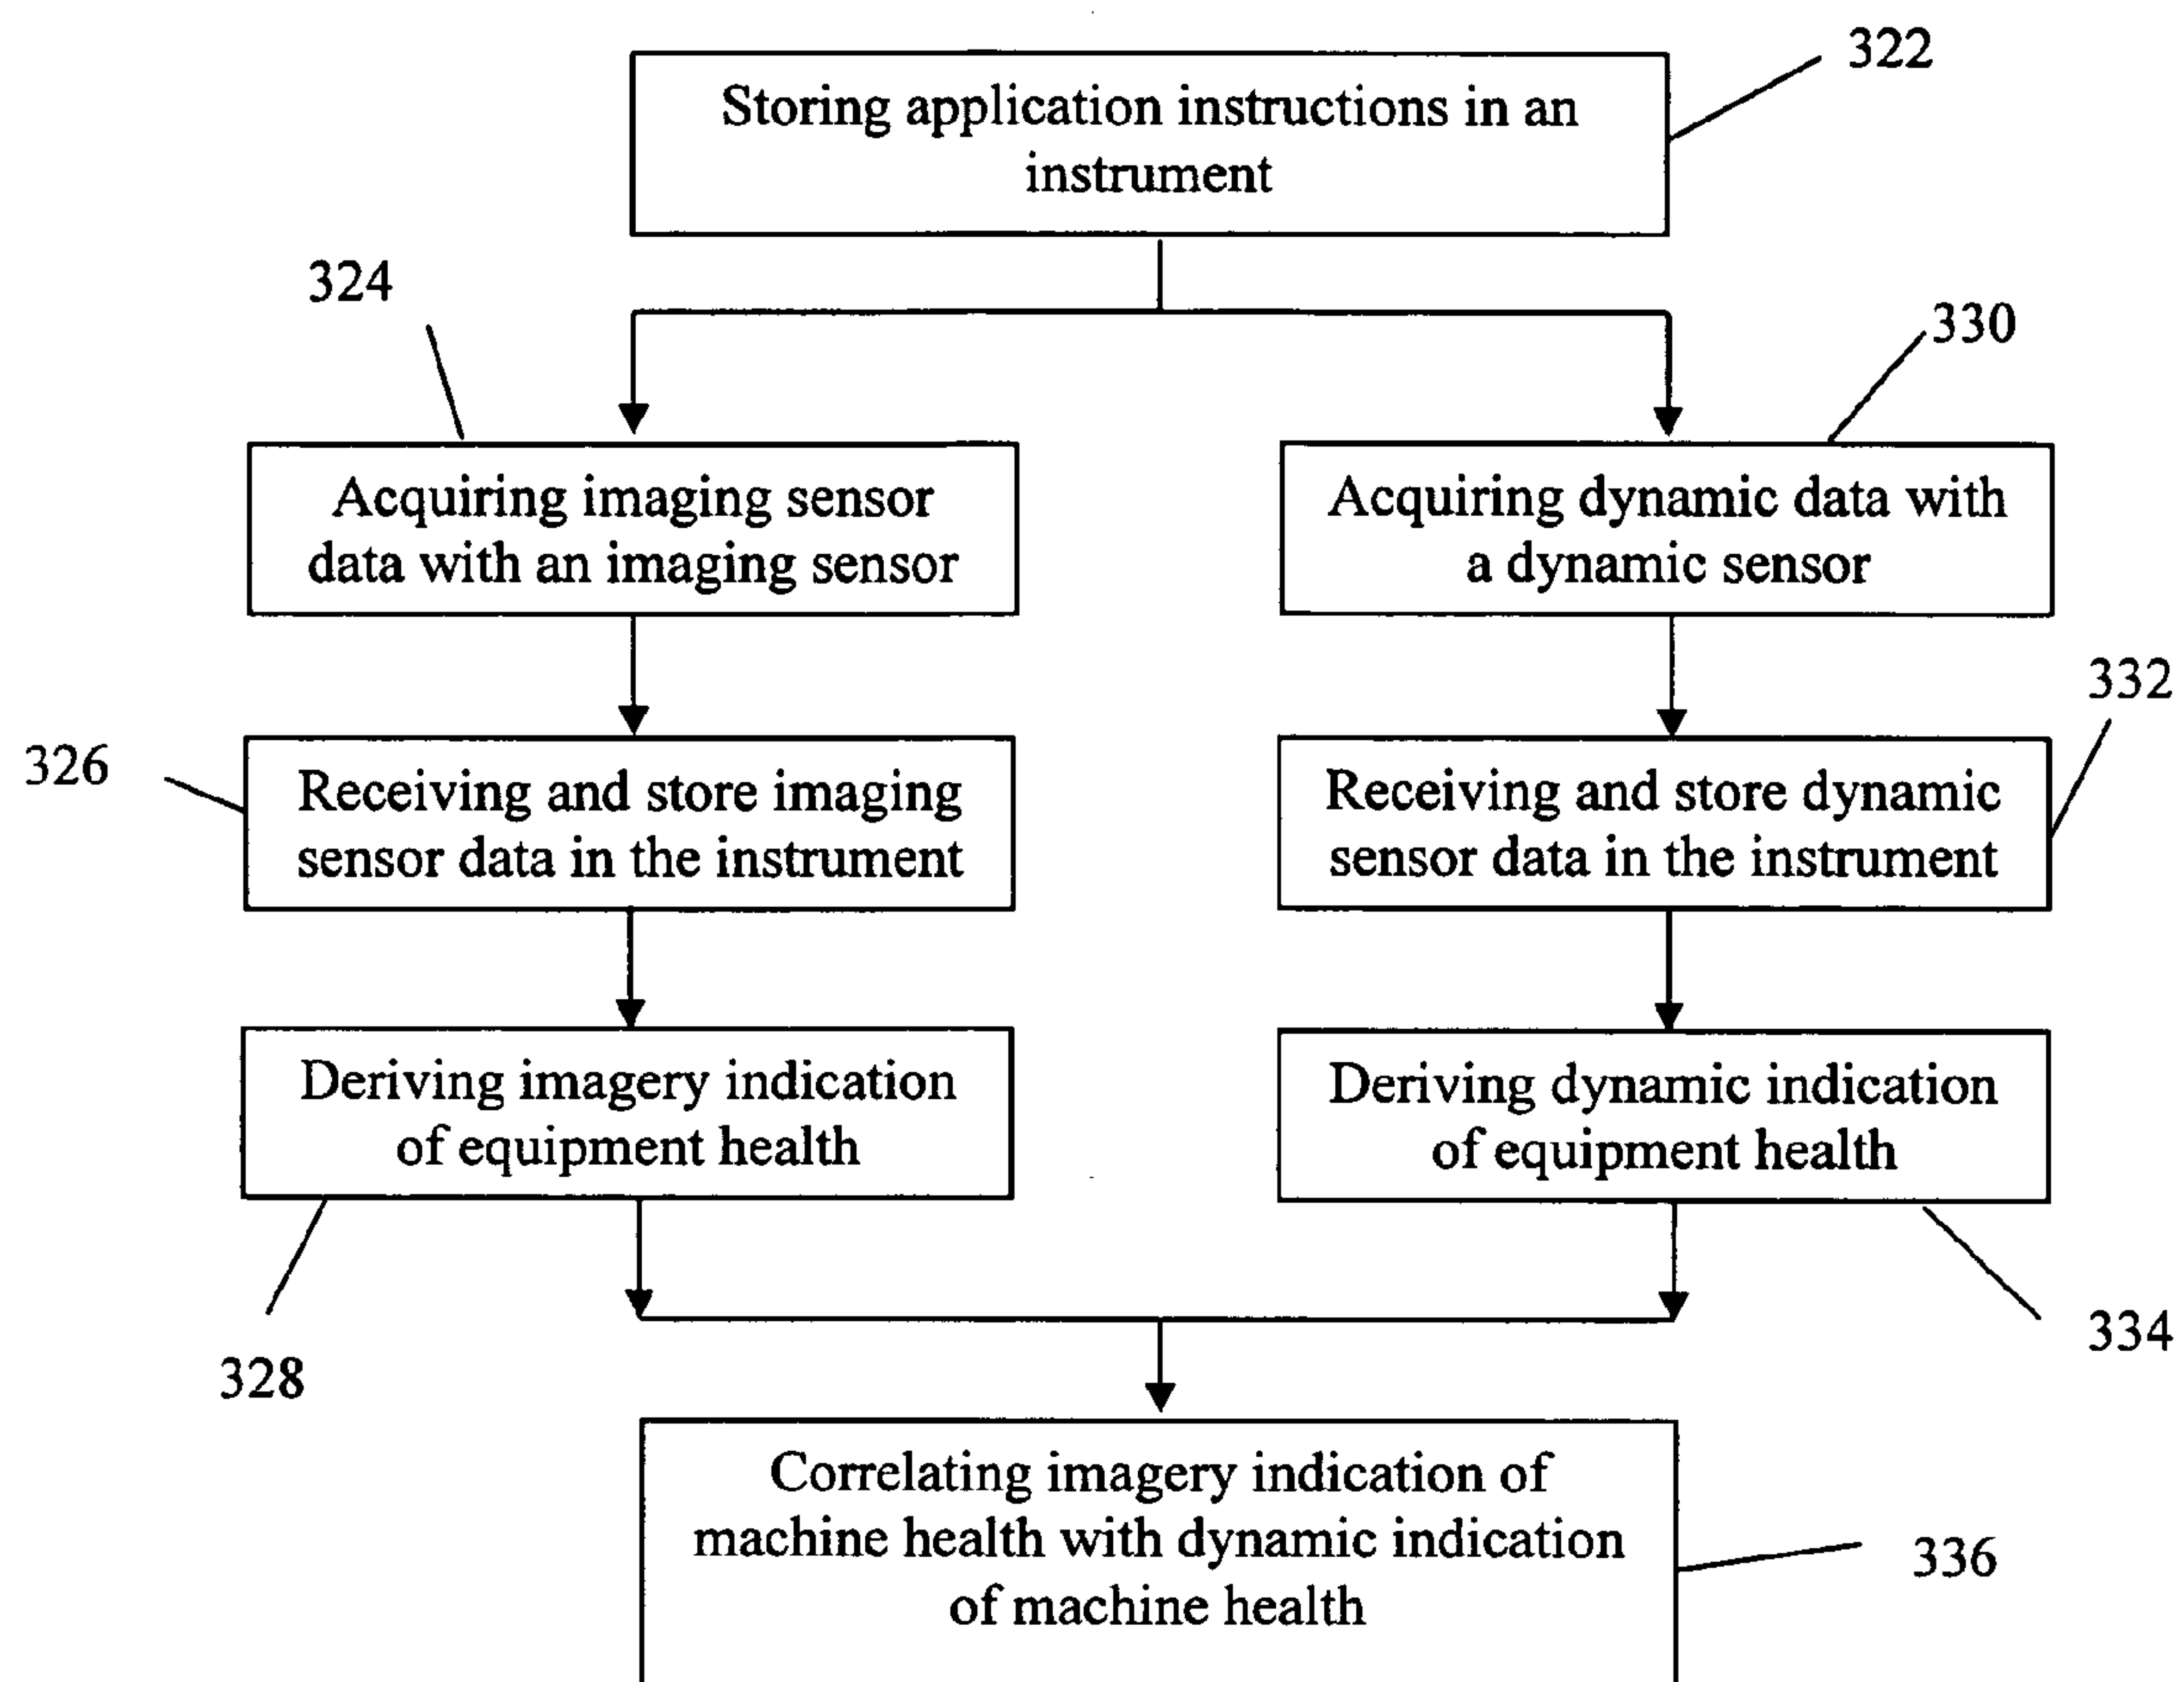 322
Storing application instructions in an
instrument
324
330
Acquiring imaging sensor
data with an imaging sensor
Acquiring dynamic data with
a dynamic sensor
332
326
Receiving and store imaging
sensor data in the instrument
Receiving and store dynamic
sensor data in the instrument
Deriving imagery indication
of equipment health
Deriving dynamic indication
of equipment health
334
328
Correlating imagery indication of
machine health with dynamic indication
of machine health
336